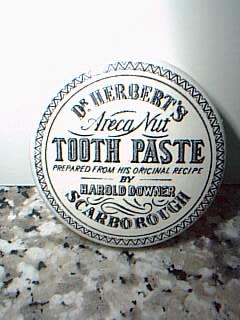 Dr HERBERT'S
Areca Nut
TOOTH PASTE
PREPARED FROM HIS ORIGINAL RECIPE
BY
HAROLD DOWNER
SCARBOROUGH